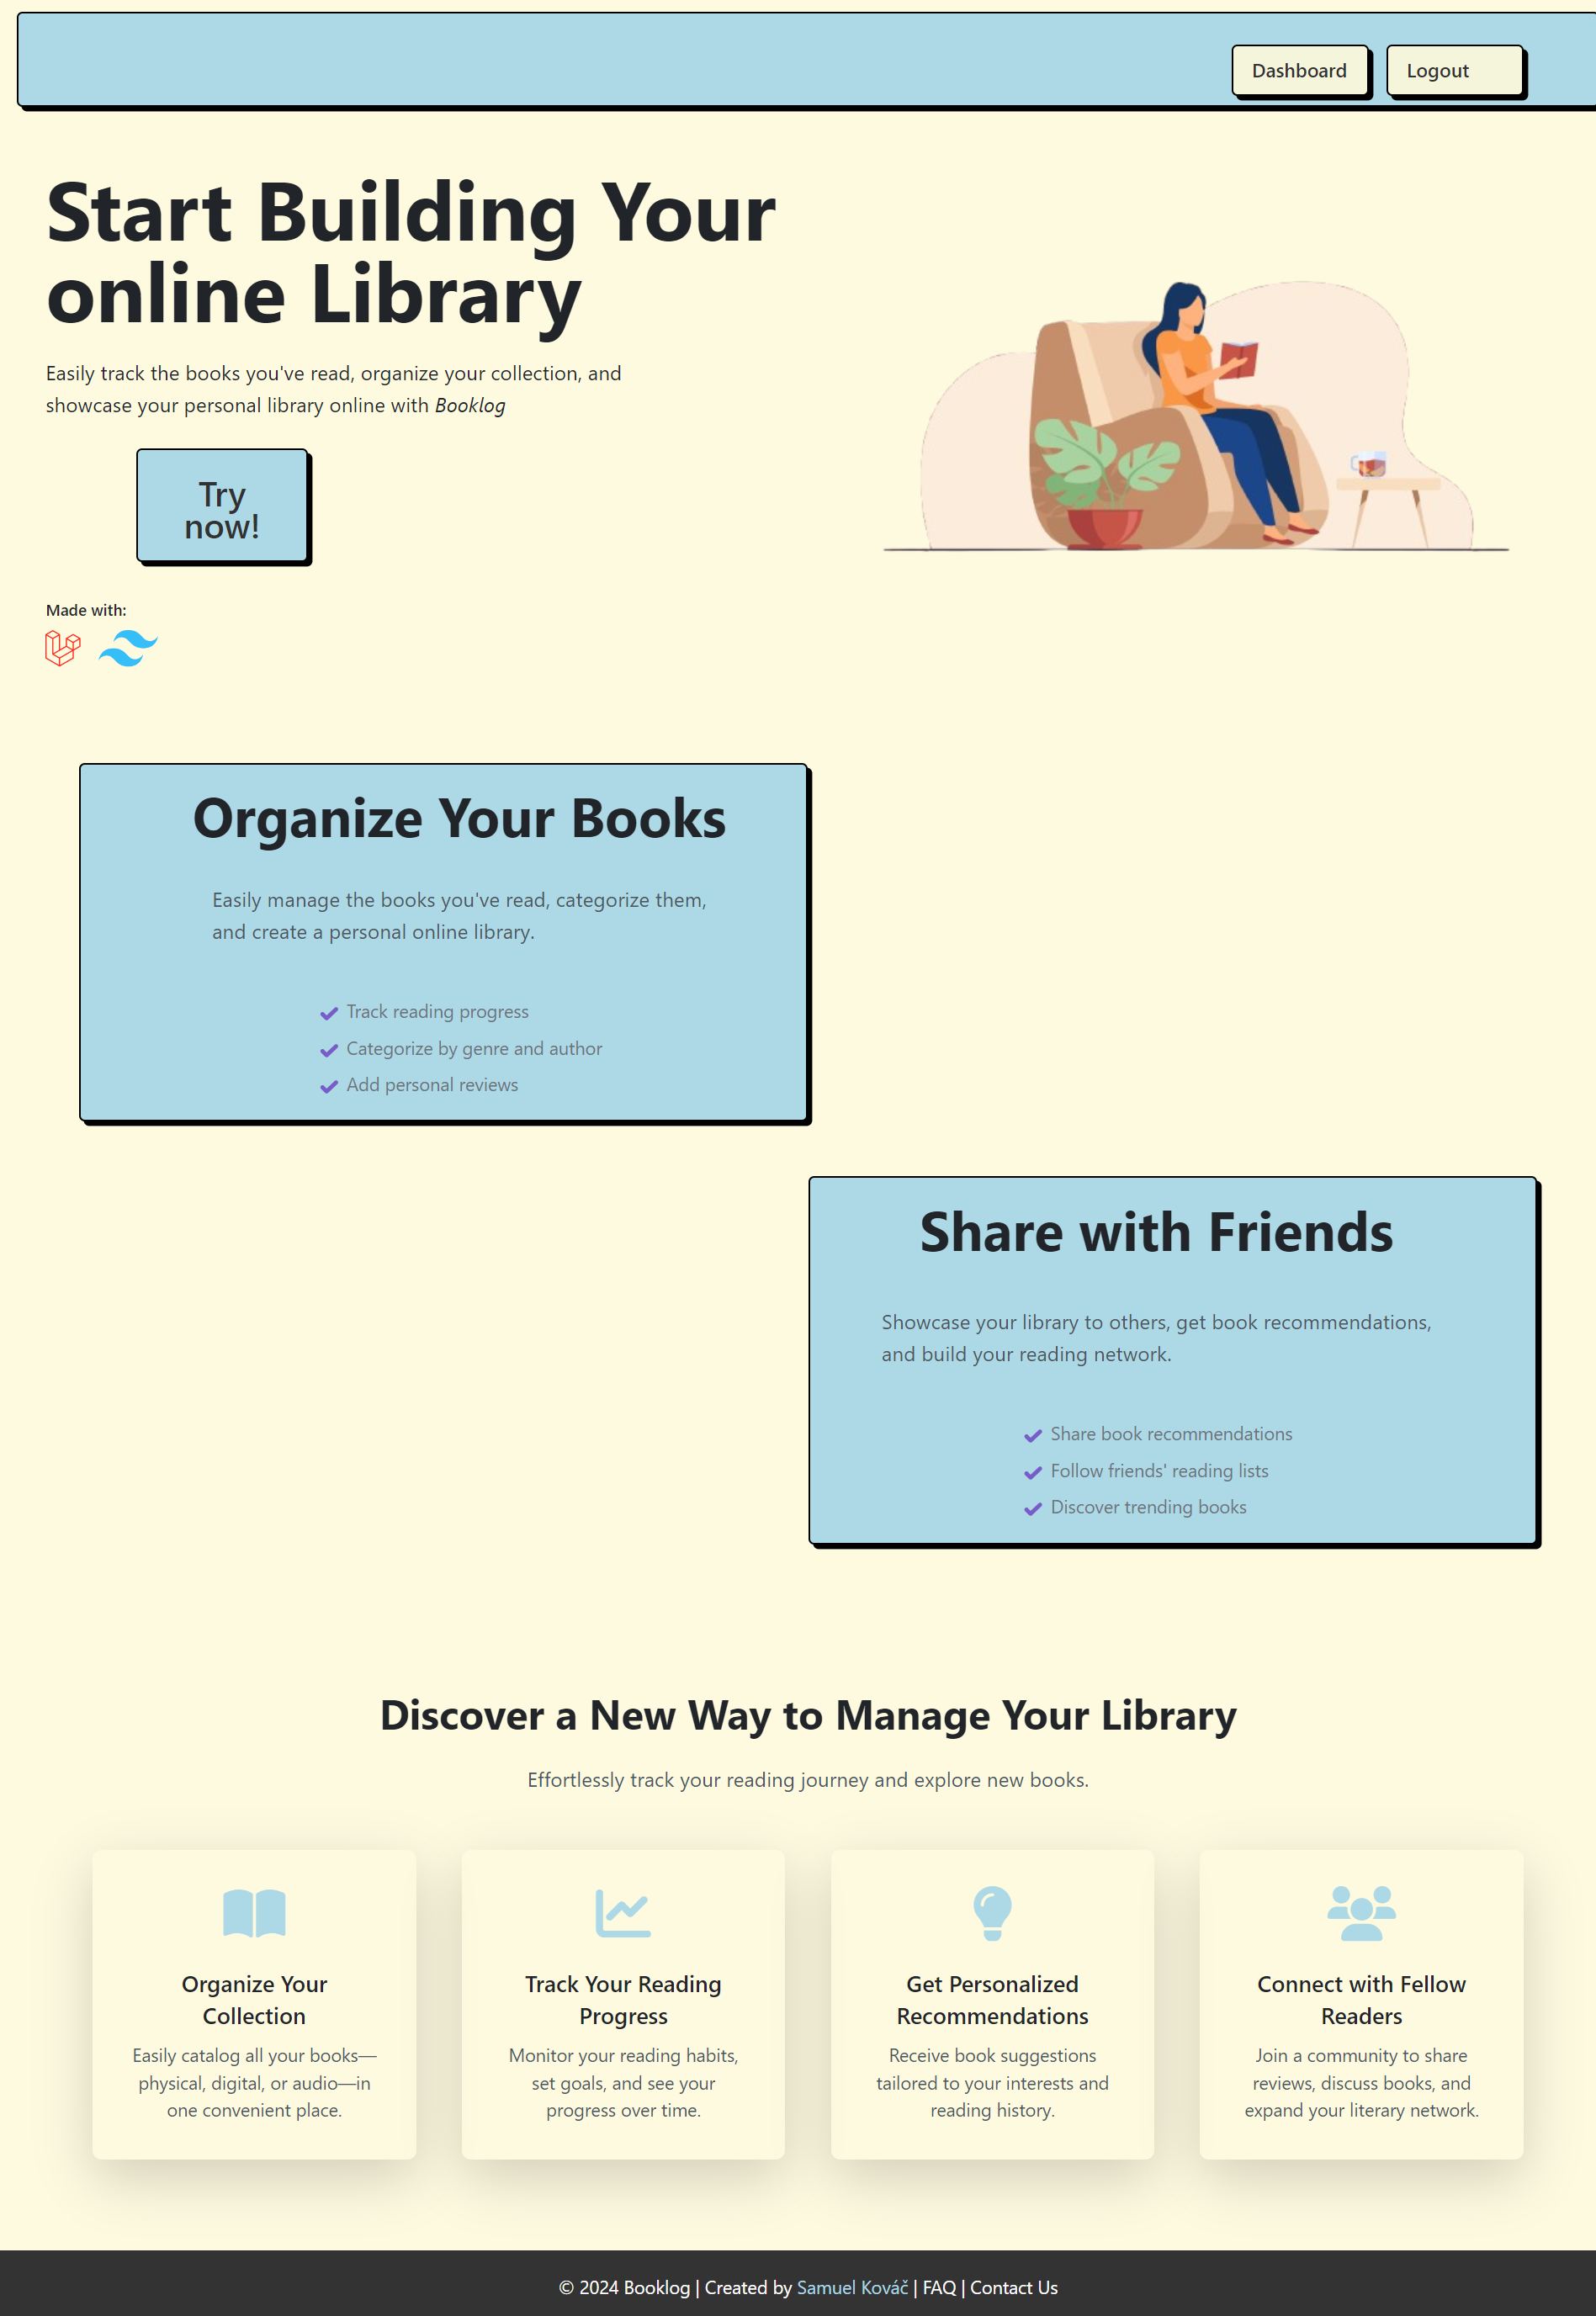 Dashboard
Logout
Start Building Your
online Library
Easily track the books you've read, organize your collection, and
showcase your personal library online with Booklog
Try
now!
Made with:
Organize Your Books
Easily manage the books you've read, categorize them,
and create a personal online library.
Track reading progress
Categorize by genre and author
Add personal reviews
Share with Friends
Showcase your library to others, get book recommendations,
and build your reading network.
Share book recommendations
Follow friends' reading lists
Discover trending books
Discover a New Way to Manage Your Library
Effortlessly track your reading journey and explore new books.
Organize Your
Collection
Easily catalog all your books—
physical, digital, or audio—in
one convenient place.
Track Your Reading
Progress
Monitor your reading habits,
set goals, and see your
progress over time.
Get Personalized
Recommendations
Receive book suggestions
tailored to your interests and
reading history.
Connect with Fellow
Readers
Join a community to share
reviews, discuss books, and
expand your literary network.
© 2024 Booklog | Created by Samuel Kováč | FAQ | Contact Us